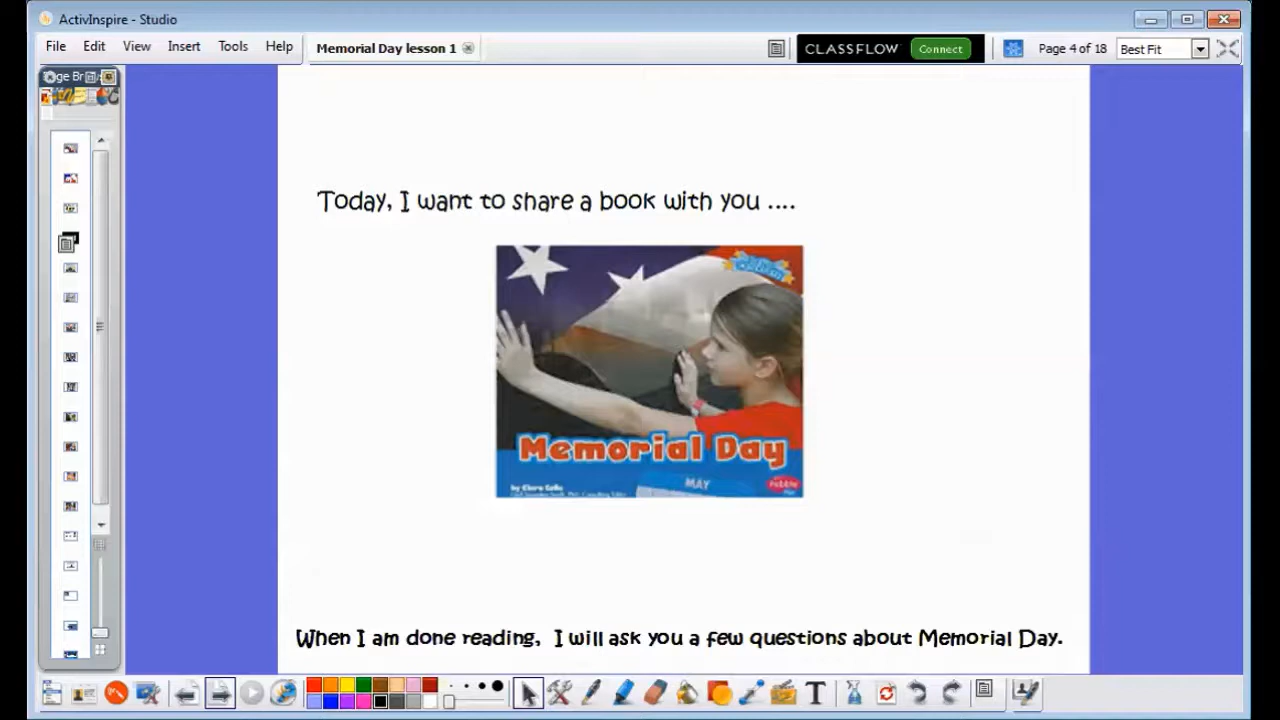 ActivInspire - Studio
File Edit View Insert Tools Help Memorial Day lesson 1 CLASSFLOW Connect Page 4 of 18 Best Fit
Today, I want to share a book with you ....
Memorial Day
MAY
When I am done reading, I will ask you a few questions about Memorial Day.